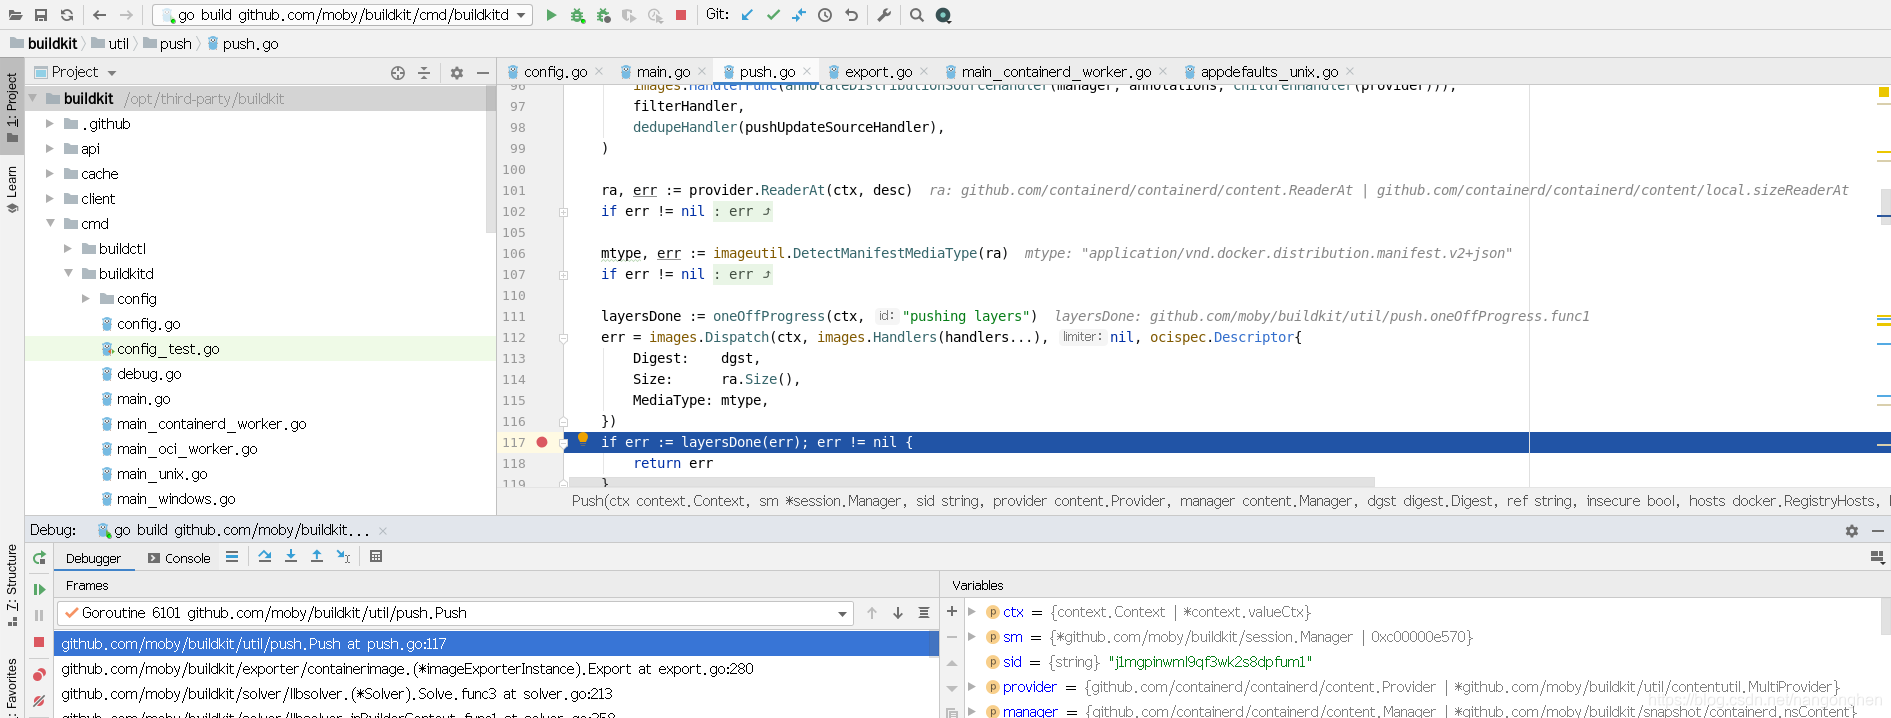 go build github.com/moby/buildkit/cmd/buildkitd
Git:
buildkit
util
push
push.go
1: Project
Learn
7: Structure
Favorites
Project
buildkit /opt/third-party/buildkit
.github
api
cache
client
cmd
buildctl
buildkitd
config
config.go
config_test.go
debug.go
main.go
main_containerd_worker.go
main_oci_worker.go
main_unix.go
main_windows.go
config.go
main.go
push.go
export.go
main_containerd_worker.go
appdefaults_unix.go
96 images.HandlerFunc(annotateDistributionSourceHandler(manager, annotations, childrenHandler(provider))),
97 filterHandler,
98 dedupeHandler(pushUpdateSourceHandler),
99 )
100
101 ra, err := provider.ReaderAt(ctx, desc) ra: github.com/containerd/containerd/content.ReaderAt | github.com/containerd/containerd/content/local.sizeReaderAt
102 if err != nil : err
105
106 mtype, err := imageutil.DetectManifestMediaType(ra) mtype: "application/vnd.docker.distribution.manifest.v2+json"
107 if err != nil : err
110
111 layersDone := oneOffProgress(ctx, id: "pushing layers") layersDone: github.com/moby/buildkit/util/push.oneOffProgress.func1
112 err = images.Dispatch(ctx, images.Handlers(handlers...), limiter: nil, ocispec.Descriptor{
113 Digest: dgst,
114 Size: ra.Size(),
115 MediaType: mtype,
116 })
117 if err := layersDone(err); err != nil {
118 return err
119 }
Push(ctx context.Context, sm *session.Manager, sid string, provider content.Provider, manager content.Manager, dgst digest.Digest, ref string, insecure bool, hosts docker.RegistryHosts,
Debug: go build github.com/moby/buildkit...
Debugger Console
Frames
Goroutine 6101 github.com/moby/buildkit/util/push.Push
github.com/moby/buildkit/util/push.Push at push.go:117
github.com/moby/buildkit/exporter/containerimage.(*imageExporterInstance).Export at export.go:280
github.com/moby/buildkit/solver/llbsolver.(*Solver).Solve.func3 at solver.go:213
github.com/moby/buildkit/solver/llbsolver.inBuilderContext.func1 at solver.go:358
Variables
ctx = {context.Context | *context.valueCtx}
sm = {*github.com/moby/buildkit/session.Manager | 0xc00000e570}
sid = {string} "j1mgpinwml9qf3wk2s8dpfum1"
provider = {github.com/containerd/containerd/content.Provider | *github.com/moby/buildkit/util/contentutil.MultiProvider}
manager = {github.com/containerd/containerd/content.Manager | *github.com/moby/buildkit/snapshot/containerd.nsContent}